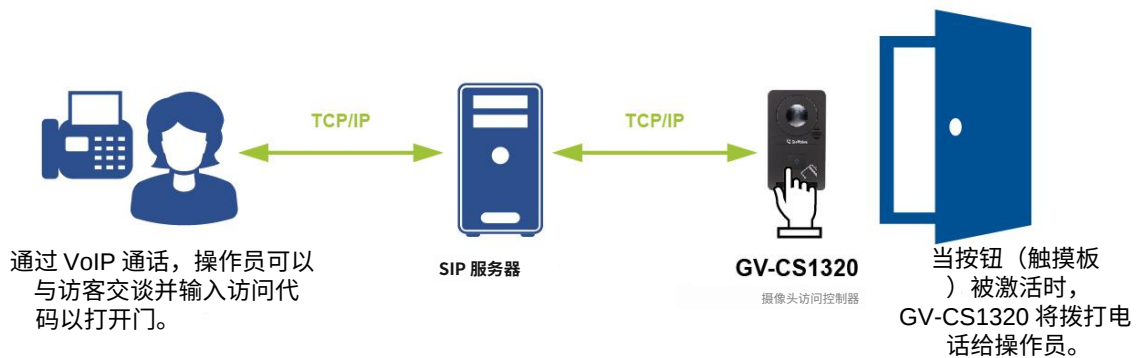 TCP/IP
TCP/IP
GeoVision
通过 VoIP 通话，操作员可以
与访客交谈并输入访问代
码以打开门。
SIP 服务器
GV-CS1320
摄像头访问控制器
当按钮（触摸板
）被激活时，
GV-CS1320 将拨打电
话给操作员。